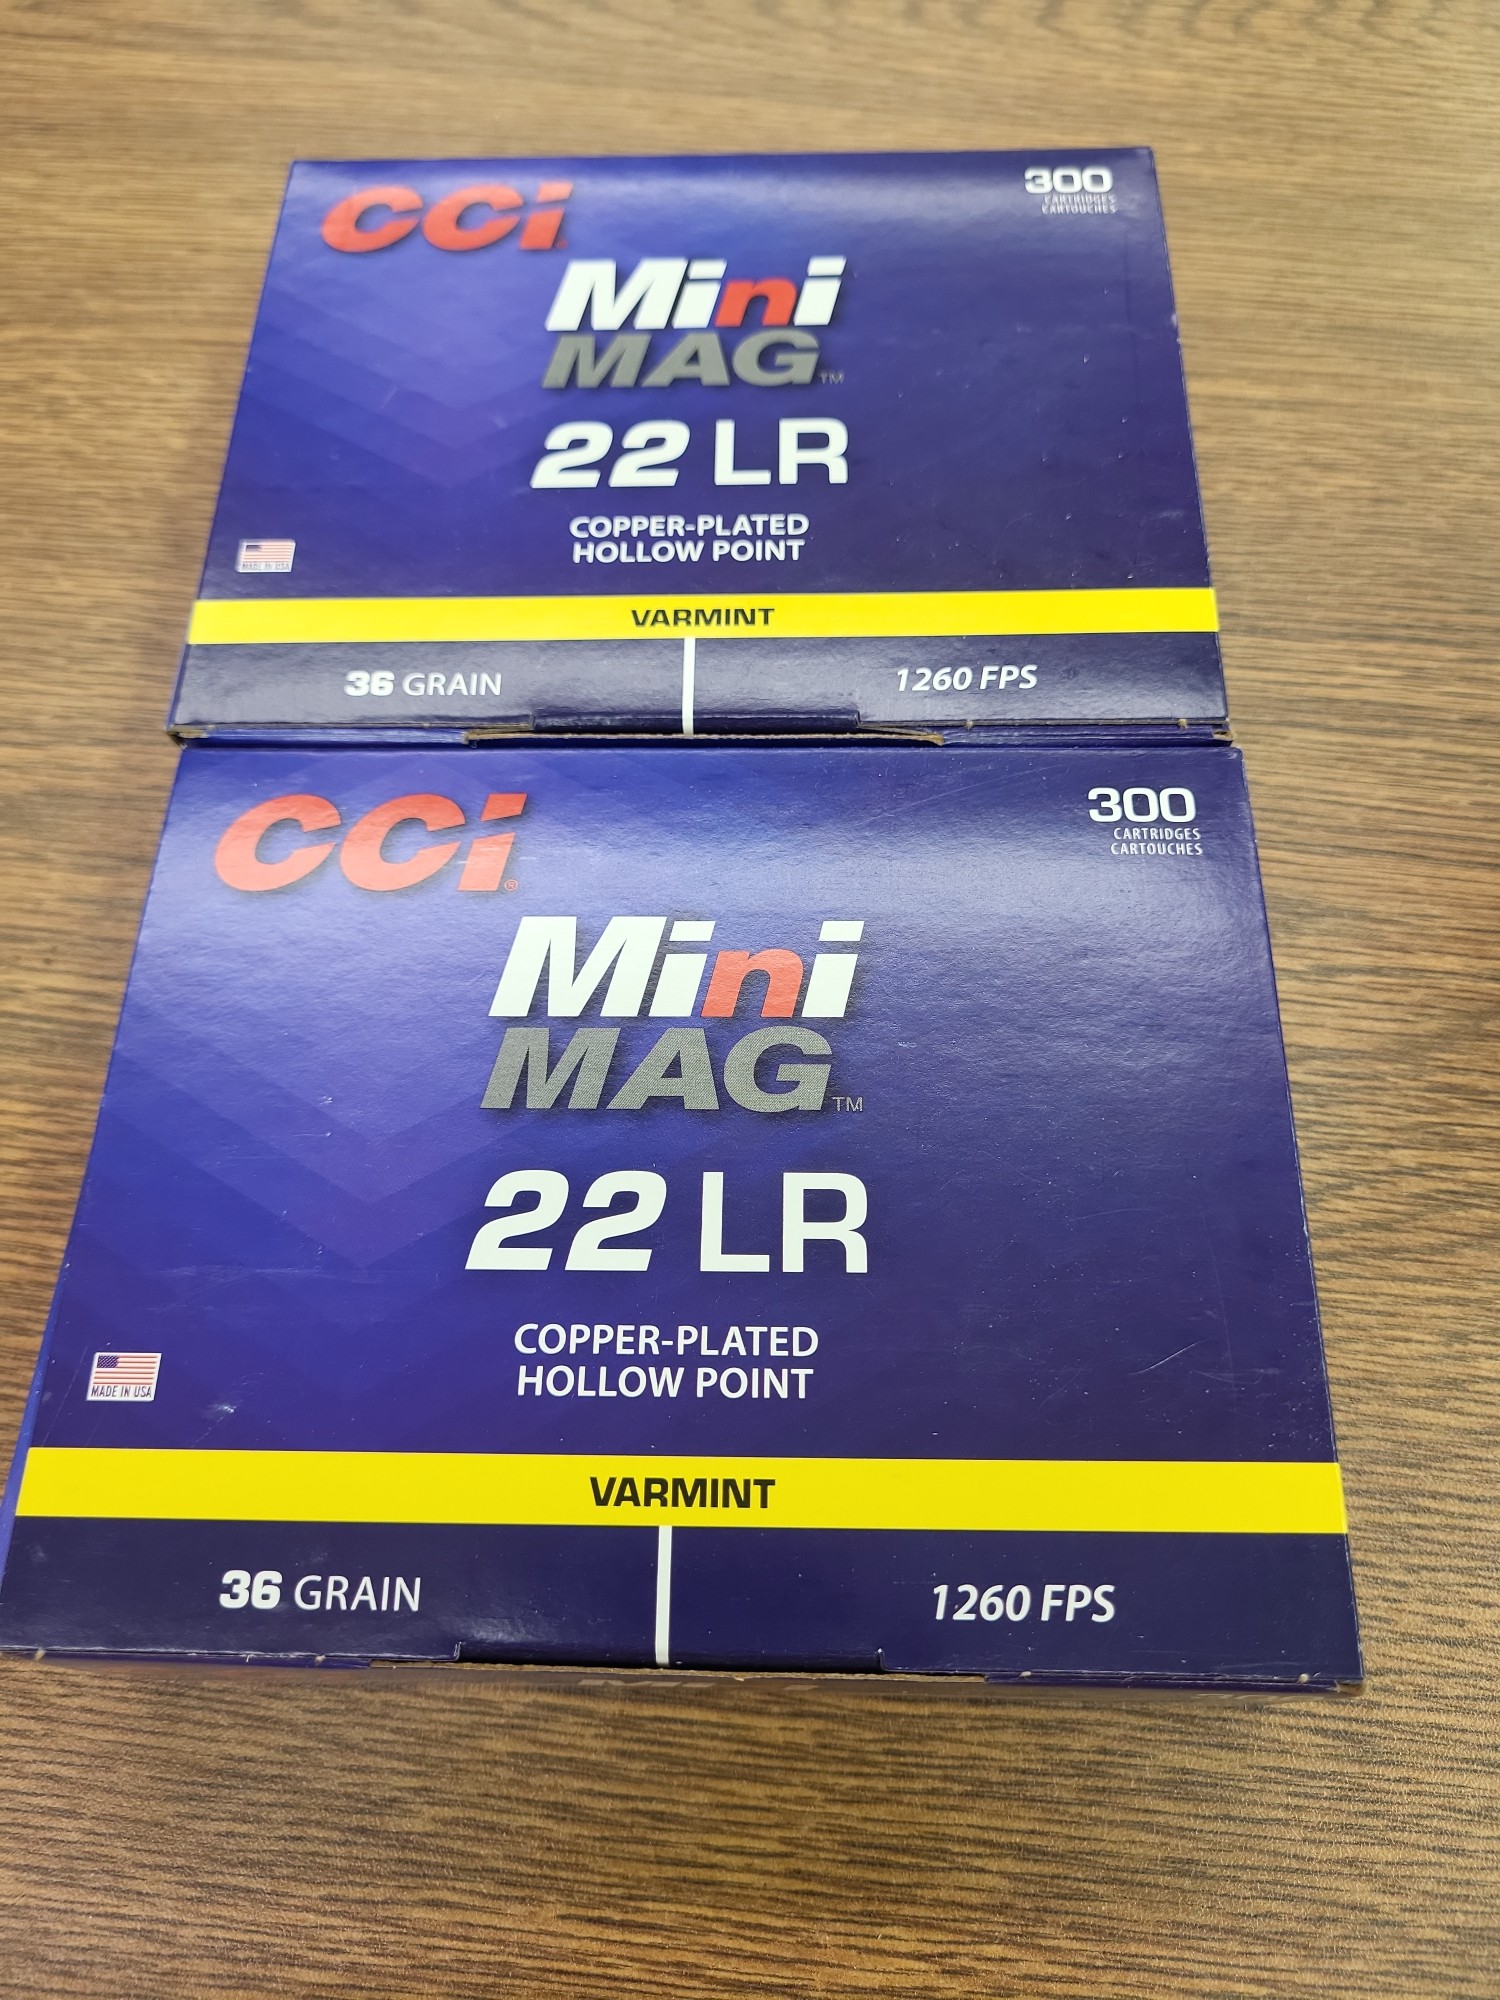 CCi
300
CARTRIDGES
CARTOUCHES
Mini
MAG™
22 LR
COPPER-PLATED
HOLLOW POINT
MADE IN USA
VARMINT
36 GRAIN
1260 FPS
CCi®
300
CARTRIDGES
CARTOUCHES
Mini
MAG™
22 LR
COPPER-PLATED
HOLLOW POINT
MADE IN USA
VARMINT
36 GRAIN
1260 FPS